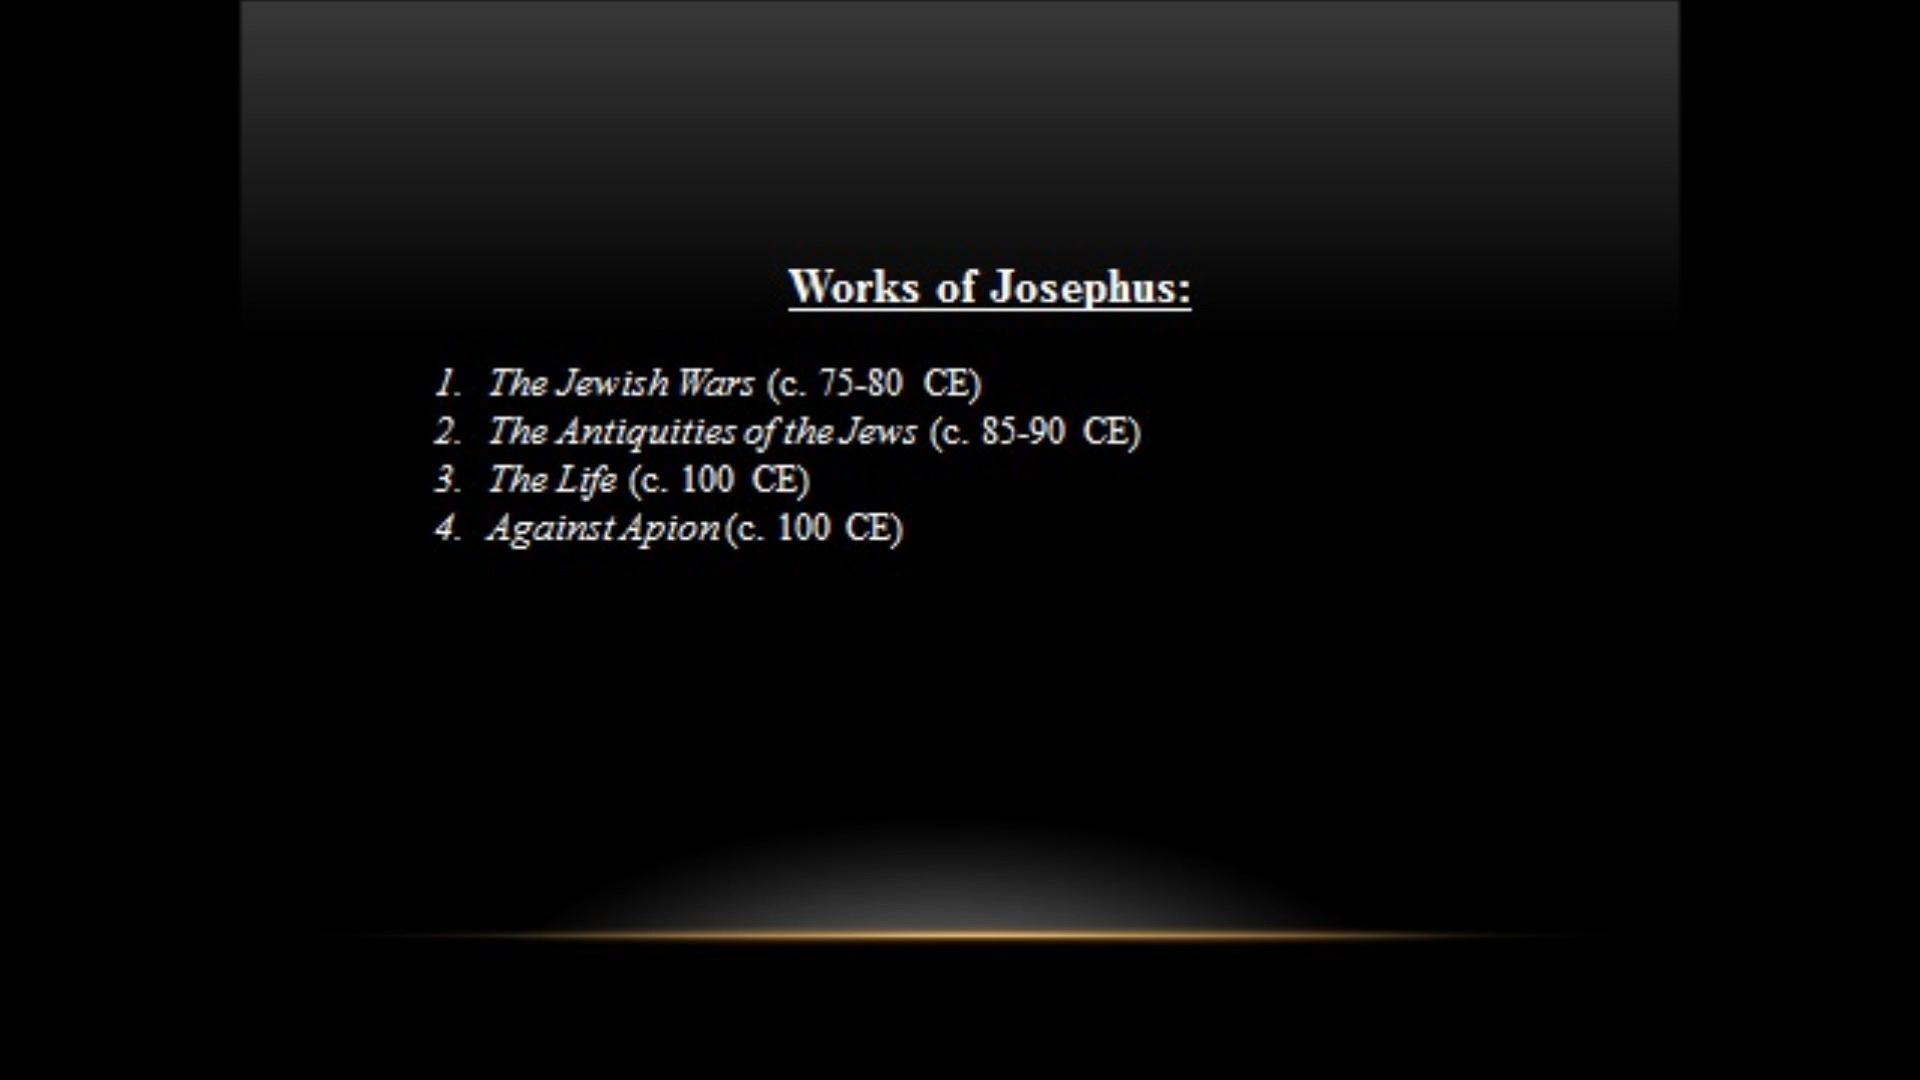 Works of Josephus:
1. The Jewish Wars (c. 75-80 CE)
2. The Antiquities of the Jews (c. 85-90 CE)
3. The Life (c. 100 CE)
4. Against Apion (c. 100 CE)